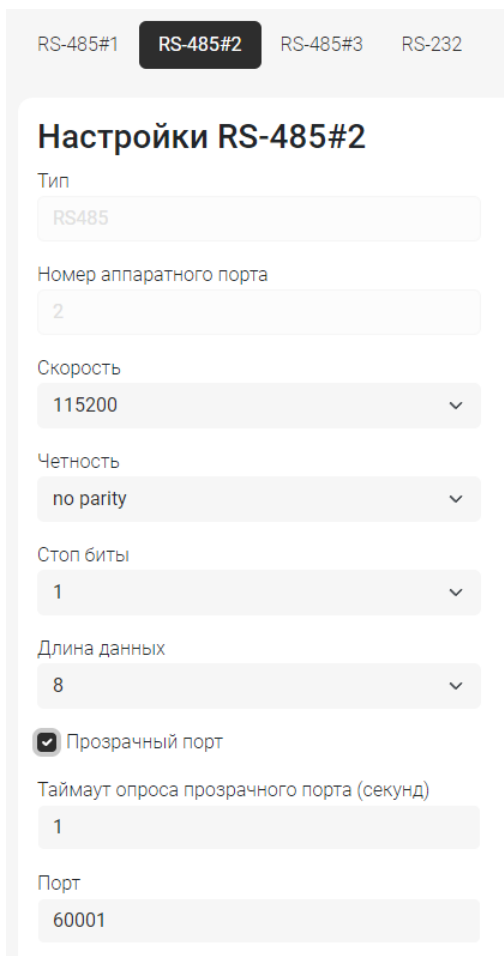 RS-485#1 RS-485#2 RS-485#3 RS-232
Настройки RS-485#2
Тип
RS485
Номер аппаратного порта
2
Скорость
115200
Четность
no parity
Стоп биты
1
Длина данных
8
Прозрачный порт
Таймаут опроса прозрачного порта (секунд)
1
Порт
60001